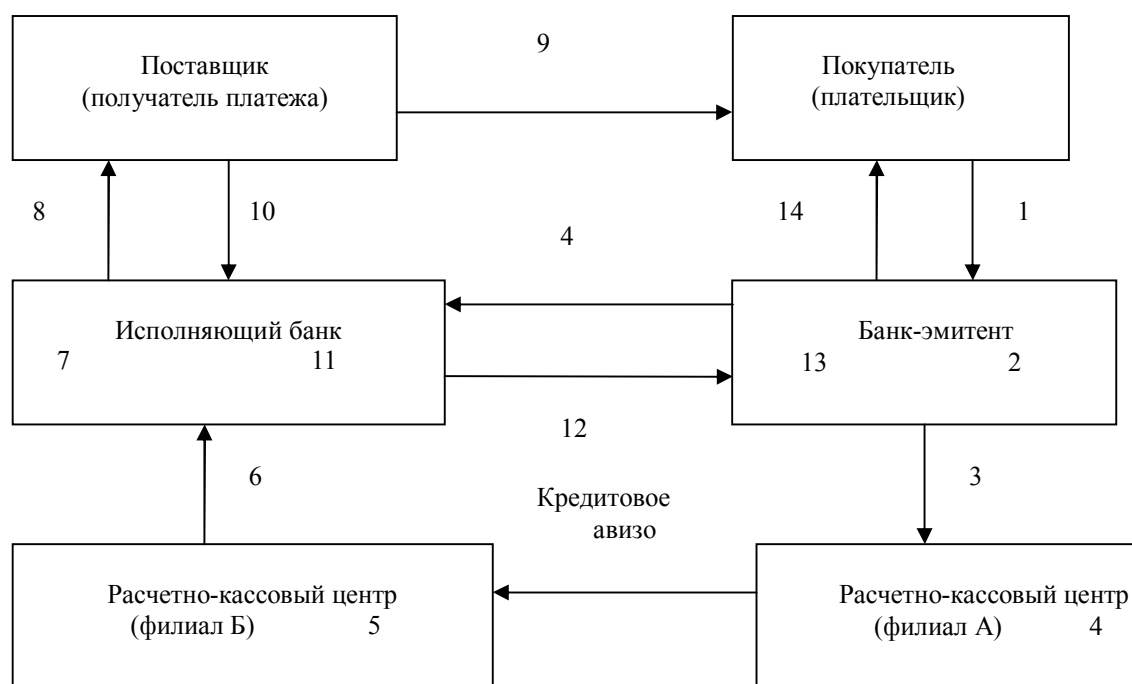 9
Поставщик
(получатель платежа)
Покупатель
(плательщик)
8
10
4
14
1
Исполняющий банк
7
11
Банк-эмитент
13
2
12
6
3
Кредитовое
авизо
Расчетно-кассовый центр
(филиал Б) 5
Расчетно-кассовый центр
(филиал А) 4